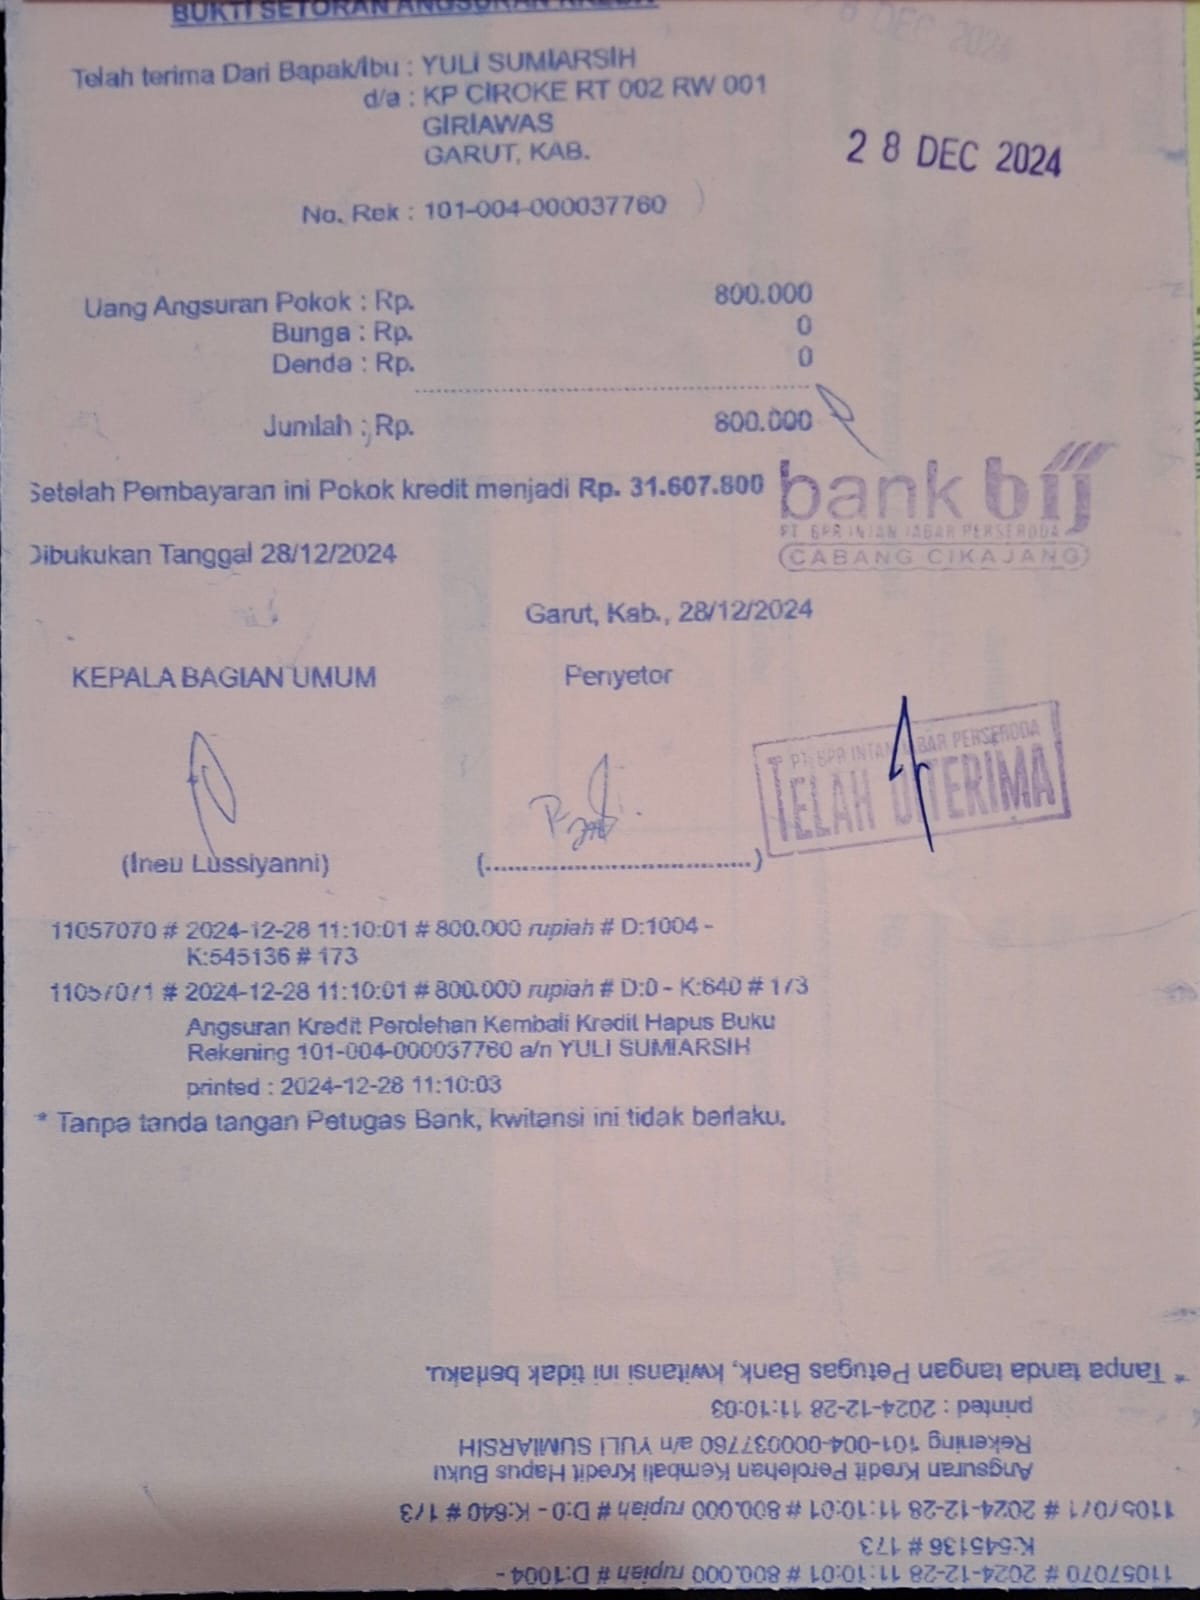 BUKTI SETORAN ANGSURAN KREDIT
28 DEC 2024
Telah terima Dari Bapak/Ibu : YULI SUMIARSIH
d/a : KP CIROKE RT 002 RW 001
GIRIAWAS
GARUT, KAB.
28 DEC 2024
No. Rek : 101-004-000037760
Uang Angsuran Pokok : Rp. 800.000
Bunga : Rp. 0
Denda : Rp. 0
Jumlah : Rp. 800.000
Setelah Pembayaran ini Pokok kredit menjadi Rp. 31.607.800
bank bij
PT. BPR INTAN JABAR PERSERODA
CABANG CIKAJANG
Dibukukan Tanggal 28/12/2024
Garut, Kab., 28/12/2024
KEPALA BAGIAN UMUM Penyetor
PT. BPR INTAN JABAR PERSERODA
TELAH DITERIMA
(Ineu Lussiyanni) (..............................................)
11057070 # 2024-12-28 11:10:01 # 800.000 rupiah # D:1004 -
K:545136 # 173
11057071 # 2024-12-28 11:10:01 # 800.000 rupiah # D:0 - K:640 # 173
Angsuran Kredit Perolehan Kembali Kredit Hapus Buku
Rekening 101-004-000037760 a/n YULI SUMIARSIH
printed : 2024-12-28 11:10:03
* Tanpa tanda tangan Petugas Bank, kwitansi ini tidak berlaku.
* Tanpa tanda tangan Petugas Bank, kwitansi ini tidak berlaku.
printed : 2024-12-28 11:10:03
Rekening 101-004-000037760 a/n YULI SUMIARSIH
Angsuran Kredit Perolehan Kembali Kredit Hapus Buku
11057071 # 2024-12-28 11:10:01 # 800.000 rupiah # D:0 - K:640 # 173
K:545136 # 173
11057070 # 2024-12-28 11:10:01 # 800.000 rupiah # D:1004 -